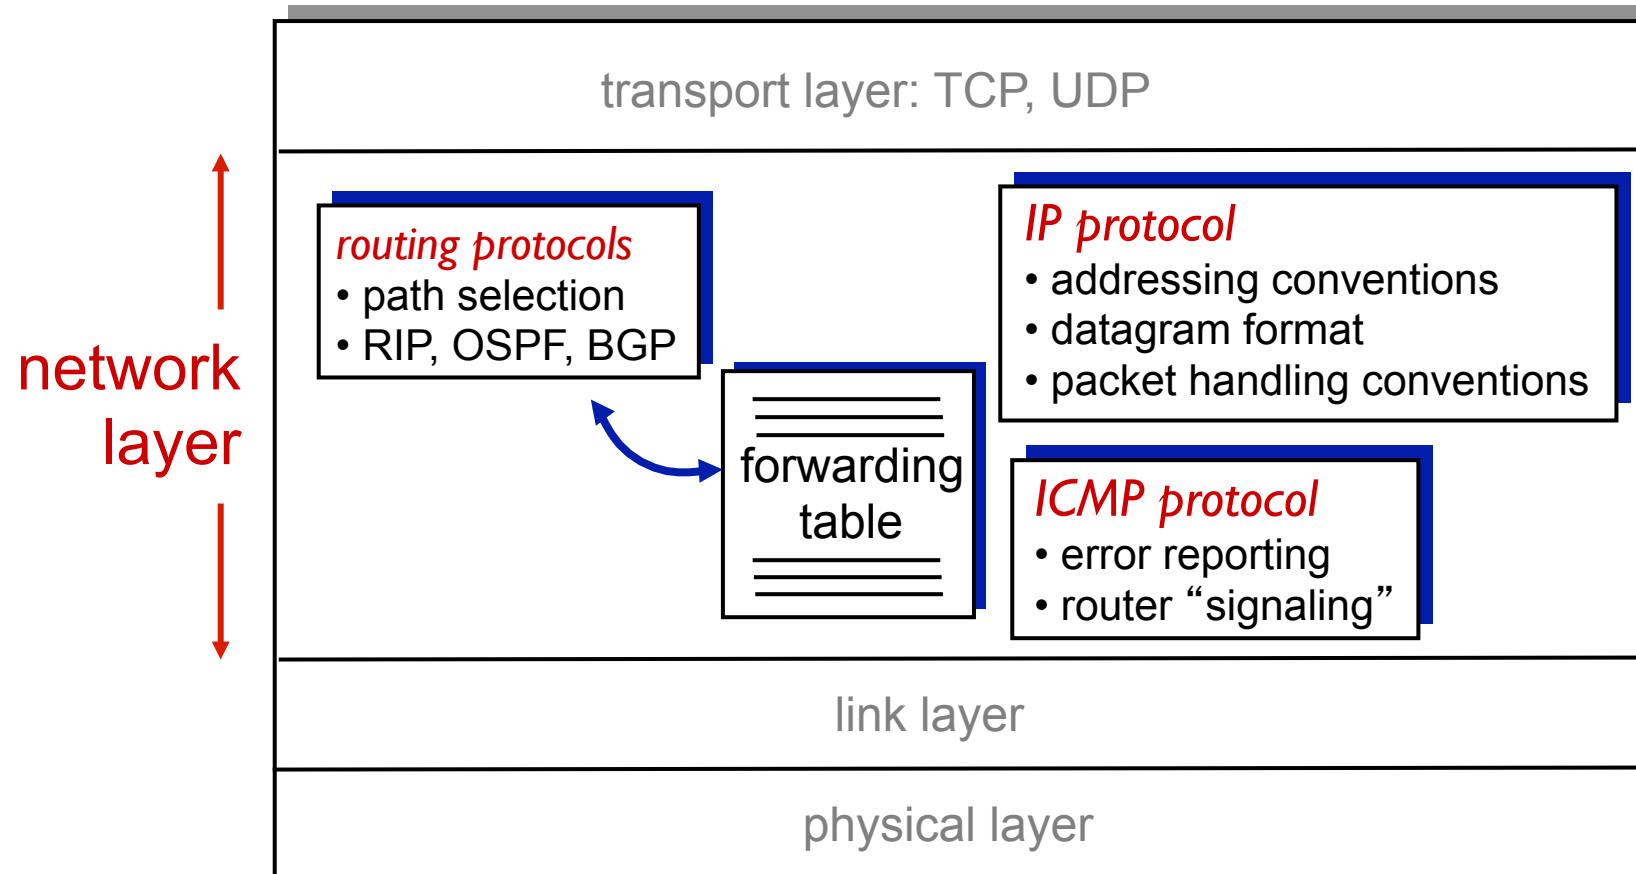 transport layer: TCP, UDP
network
layer
routing protocols
• path selection
• RIP, OSPF, BGP
forwarding
table
IP protocol
• addressing conventions
• datagram format
• packet handling conventions
ICMP protocol
• error reporting
• router “signaling”
link layer
physical layer